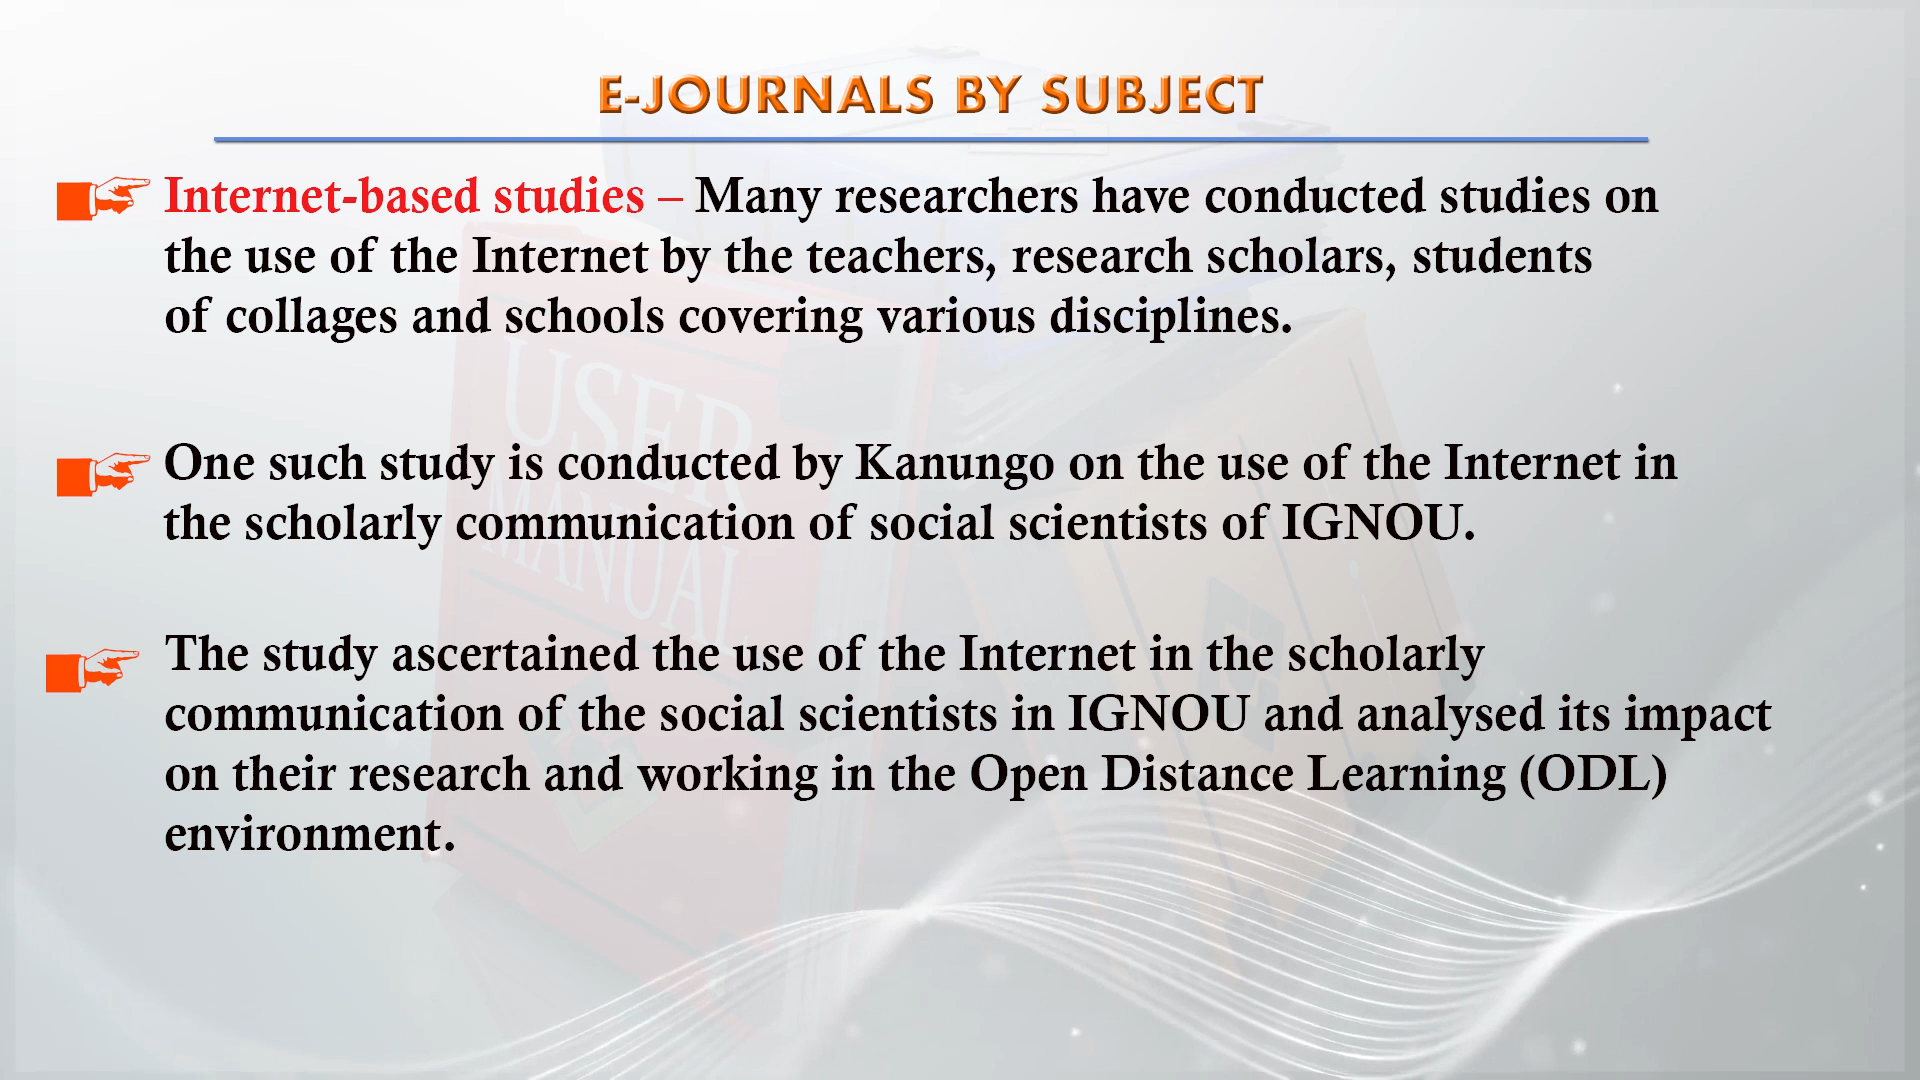 E-JOURNALS BY SUBJECT
Internet-based studies – Many researchers have conducted studies on
the use of the Internet by the teachers, research scholars, students
of collages and schools covering various disciplines.
One such study is conducted by Kanungo on the use of the Internet in
the scholarly communication of social scientists of IGNOU.
The study ascertained the use of the Internet in the scholarly
communication of the social scientists in IGNOU and analysed its impact
on their research and working in the Open Distance Learning (ODL)
environment.
USER
MANUAL